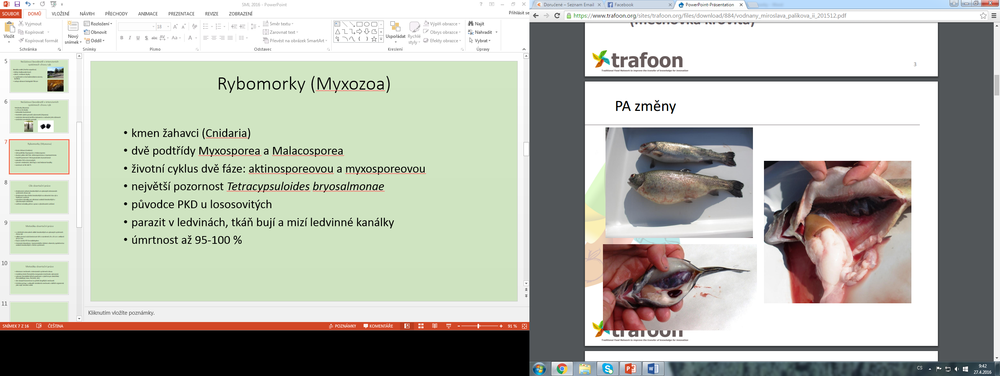 SML 2016 - PowerPoint
SOUBOR
DOMŮ
VLOŽENÍ
NÁVRH
PŘECHODY
ANIMACE
PREZENTACE
REVIZE
ZOBRAZENÍ
Přihlásit se
Vložit
Vyjmout
Kopírovat
Kopírovat formát
Schránka
Nový
snímek
Rozložení
Obnovit
Oddíl
Snímky
18
Písmo
Směr textu
Zarovnat text
Převést na obrázek SmartArt
Odstavec
Uspořádat
Rychlé
styly
Výplň obrazce
Obrys obrazce
Efekty obrazce
Kreslení
Najít
Nahradit
Vybrat
Úpravy
5
Nežádoucí bezobratlí v intenzivních
systémech chovu ryb
6
Nežádoucí bezobratlí v intenzivních
systémech chovu ryb
7
Rybomorky (Myxozoa)
8
Cíle disertační práce
9
Metodika disertační práce
10
Metodika disertační práce
11
Rybomorky (Myxozoa)
• kmen žahavci (Cnidaria)
• dvě podtřídy Myxosporea a Malacosporea
• životní cyklus dvě fáze: aktinosporeovou a myxosporeovou
• největší pozornost Tetracypsuloides bryosalmonae
• původce PKD u lososovitých
• parazit v ledvinách, tkáň bují a mizí ledvinné kanálky
• úmrtnost až 95-100 %
Kliknutím vložíte poznámky.
SNÍMEK 7 Z 16
ČEŠTINA
POZNÁMKY
KOMENTÁŘE
91 %
Doručené – Seznam Email
Facebook
PowerPoint-Präsentation
https://www.trafoon.org/sites/trafoon.org/files/download/884/vodnany_miroslava_palikova_ii_201512.pdf
(mechovka krovitá)
trafoon
Traditional Food Network to improve the transfer of knowledge for innovation
3
PA změny
trafoon
Traditional Food Network to improve the transfer of knowledge for innovation
CS
9:42
27.4.2016